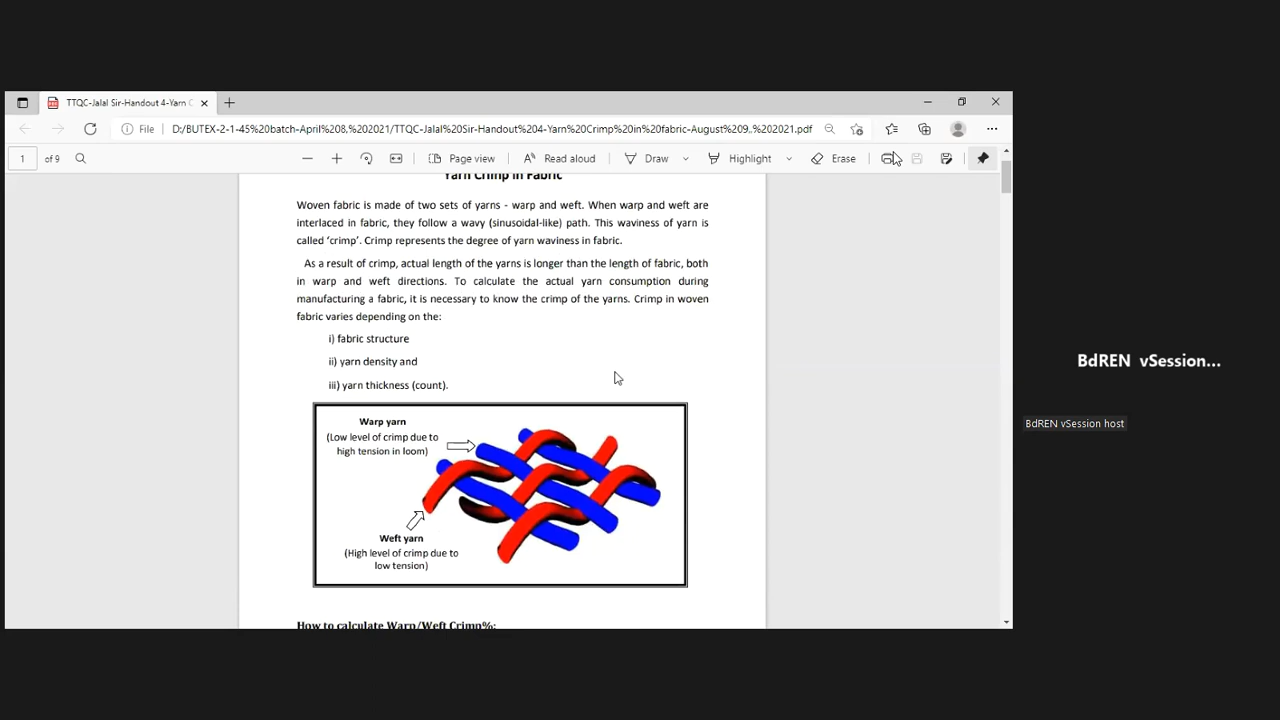 TTQC-Jalal Sir-Handout 4-Yarn C
File
D:/BUTEX-2-1-45%20batch-April%208,%202021/TTQC-Jalal%20Sir-Handout%204-Yarn%20Crimp%20in%20fabric-August%209..%202021.pdf
1 of 9
Page view
Read aloud
Draw
Highlight
Erase
Yarn Crimp in Fabric
Woven fabric is made of two sets of yarns - warp and weft. When warp and weft are
interlaced in fabric, they follow a wavy (sinusoidal-like) path. This waviness of yarn is
called ‘crimp’. Crimp represents the degree of yarn waviness in fabric.
As a result of crimp, actual length of the yarns is longer than the length of fabric, both
in warp and weft directions. To calculate the actual yarn consumption during
manufacturing a fabric, it is necessary to know the crimp of the yarns. Crimp in woven
fabric varies depending on the:
i) fabric structure
ii) yarn density and
iii) yarn thickness (count).
Warp yarn
(Low level of crimp due to
high tension in loom)
Weft yarn
(High level of crimp due to
low tension)
How to calculate Warp/Weft Crimp%:
BdREN vSession...
BdREN vSession host